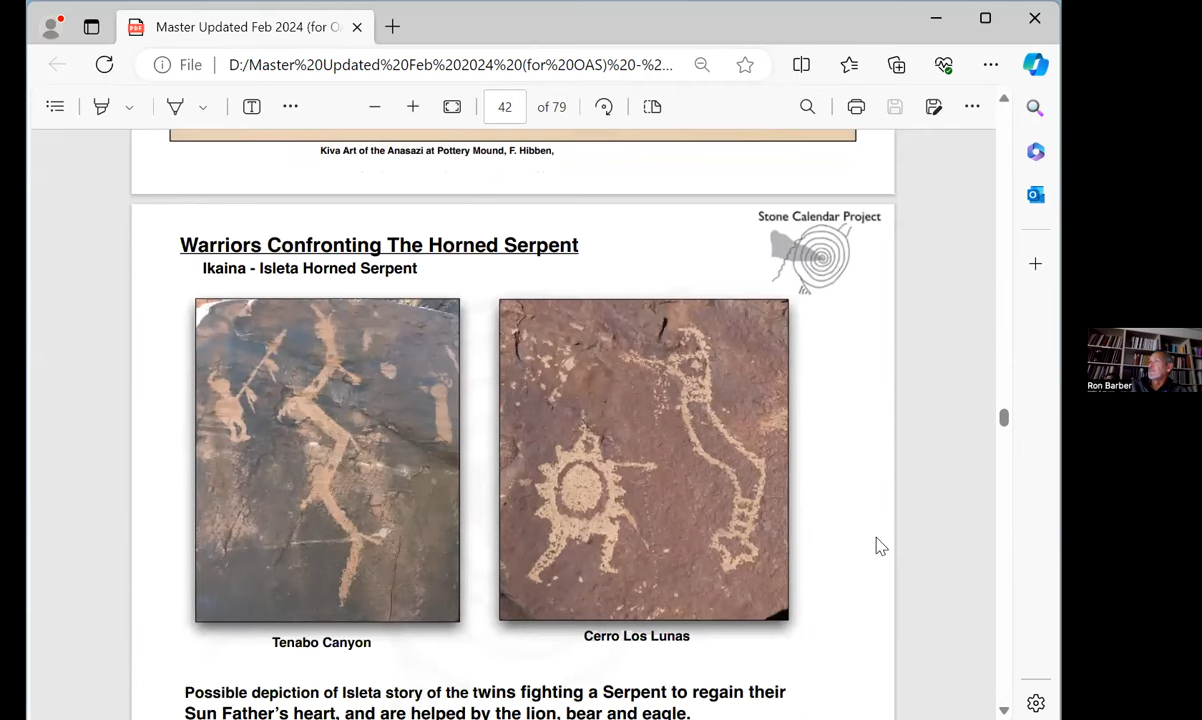 Master Updated Feb 2024 (for O
File
D:/Master%20Updated%20Feb%202024%20(for%20OAS)%20-%2...
42 of 79
Kiva Art of the Anasazi at Pottery Mound, F. Hibben,
Stone Calendar Project
Warriors Confronting The Horned Serpent
Ikaina - Isleta Horned Serpent
Tenabo Canyon
Cerro Los Lunas
Ron Barber
Possible depiction of Isleta story of the twins fighting a Serpent to regain their
Sun Father's heart, and are helped by the lion, bear and eagle.